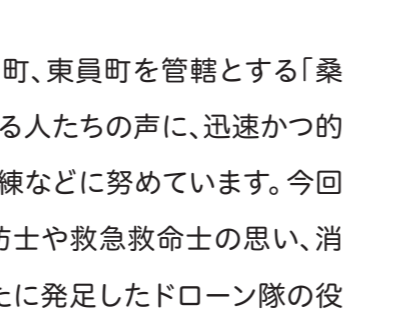 町、東員町を管轄とする「桑
る人たちの声に、迅速かつ的
練などに努めています。今回
防士や救急救命士の思い、消
たに発足したドローン隊の役